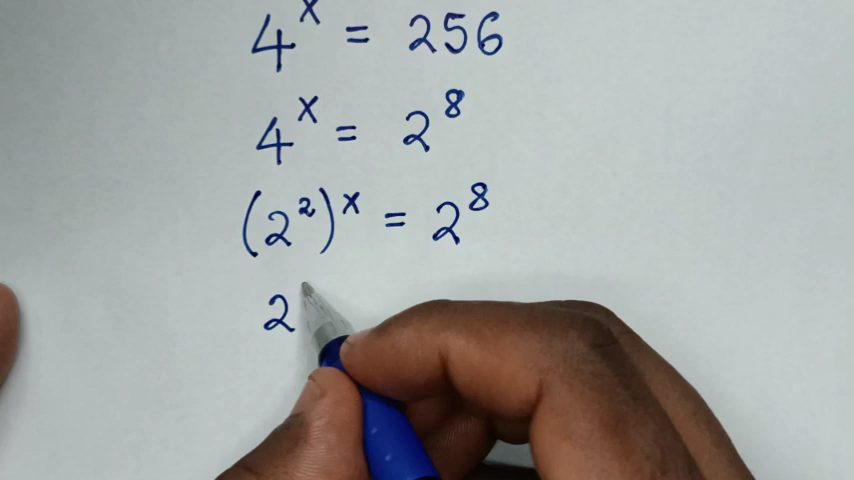 4^x = 256
4^x = 2^8
(2^2)^x = 2^8
2